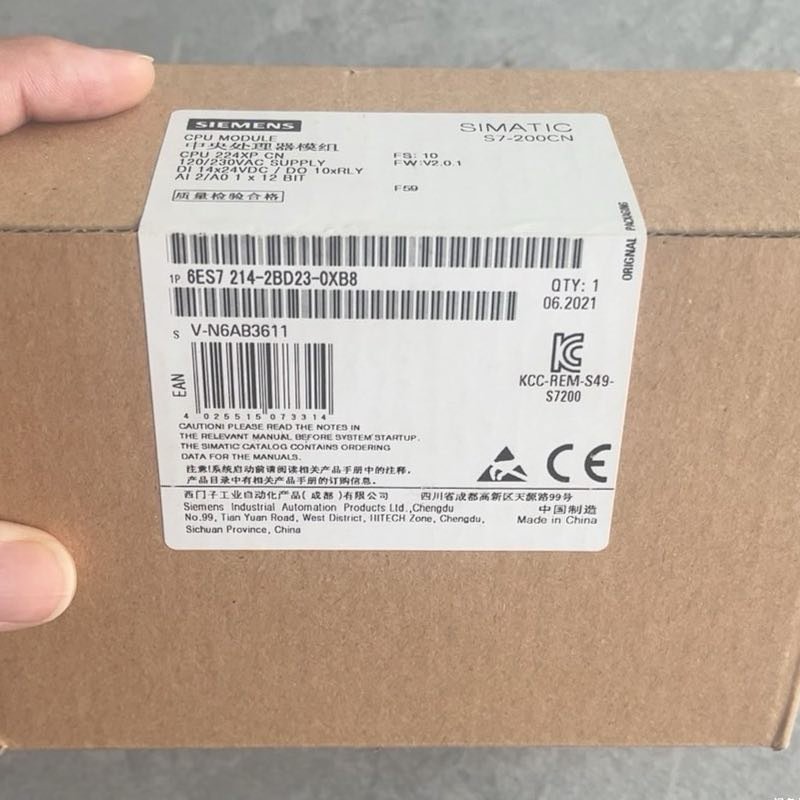 SIEMENS
SIMATIC
S7-200CN
CPU MODULE
中央处理器模组
CPU 224XP CN
120/230VAC SUPPLY
DI 14x24VDC / DO 10xRLY
AI 2/AO 1 x 12 BIT
FS: 10
FW:V2.0.1
F59
质量检验合格
ORIGNAL PACKAGING
1P 6ES7 214-2BD23-0XB8
QTY: 1
06.2021
S V-N6AB3611
EAN
4 025515 073314
KCC-REM-S49-
S7200
CAUTION! PLEASE READ THE NOTES IN
THE RELEVANT MANUAL BEFORE SYSTEM STARTUP.
THE SIMATIC CATALOG CONTAINS ORDERING
DATA FOR THE MANUALS.
注意!系统启动前请阅读相关产品手册中的注释,
产品目录中有相关产品手册的订购信息。
CE
西门子工业自动化产品(成都)有限公司
四川省成都高新区天源路99号
Siemens Industrial Automation Products Ltd.,Chengdu
No.99, Tian Yuan Road, West District, HITECH Zone, Chengdu,
Sichuan Province, China
中国制造
Made in China